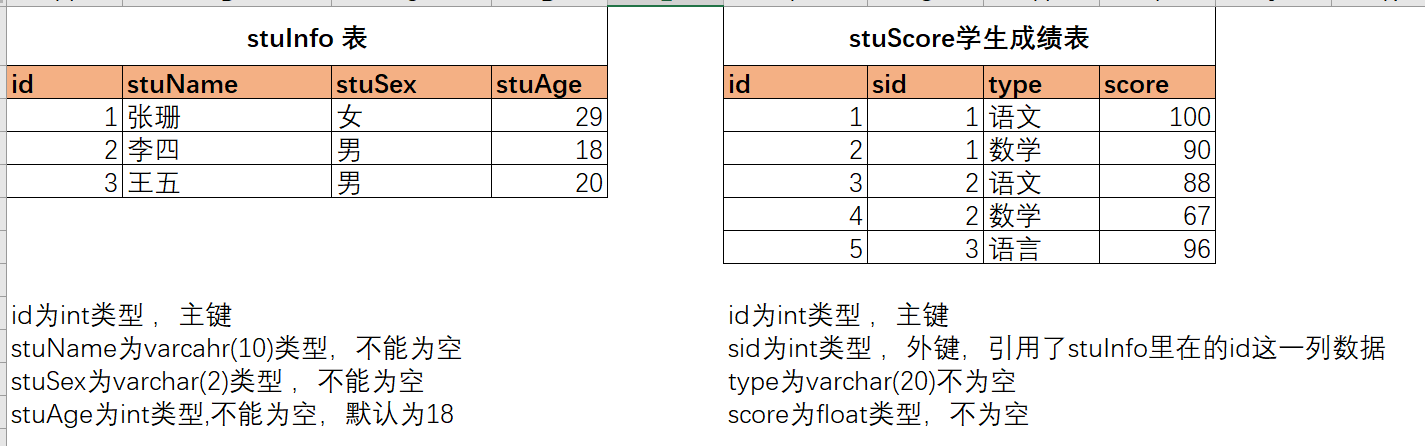 stuInfo 表
id stuName stuSex stuAge
1 张珊 女 29
2 李四 男 18
3 王五 男 20
id为int类型 ，主键
stuName为varcahr(10)类型，不能为空
stuSex为varchar(2)类型 ，不能为空
stuAge为int类型,不能为空，默认为18
stuScore学生成绩表
id sid type score
1 1 语文 100
2 1 数学 90
3 2 语文 88
4 2 数学 67
5 3 语言 96
id为int类型 ，主键
sid为int类型 ，外键，引用了stuInfo里在的id这一列数据
type为varchar(20)不为空
score为float类型，不为空